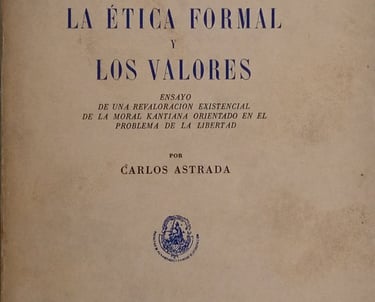 LA ÉTICA FORMAL
Y
LOS VALORES
ENSAYO
DE UNA REVALORACION EXISTENCIAL
DE LA MORAL KANTIANA ORIENTADO EN EL
PROBLEMA DE LA LIBERTAD
POR
CARLOS ASTRADA